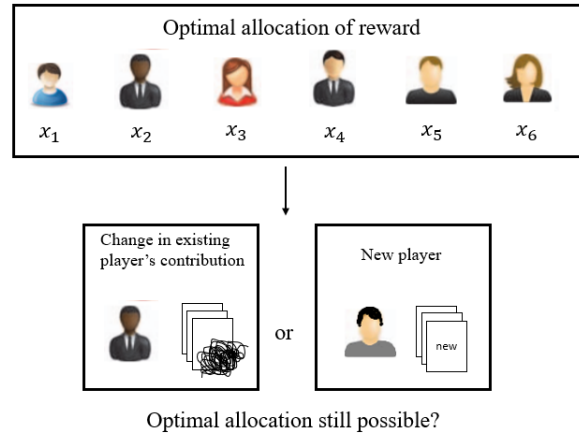 Optimal allocation of reward
x₁ x₂ x₃ x₄ x₅ x₆
Change in existing
player's contribution
or
New player
new
Optimal allocation still possible?